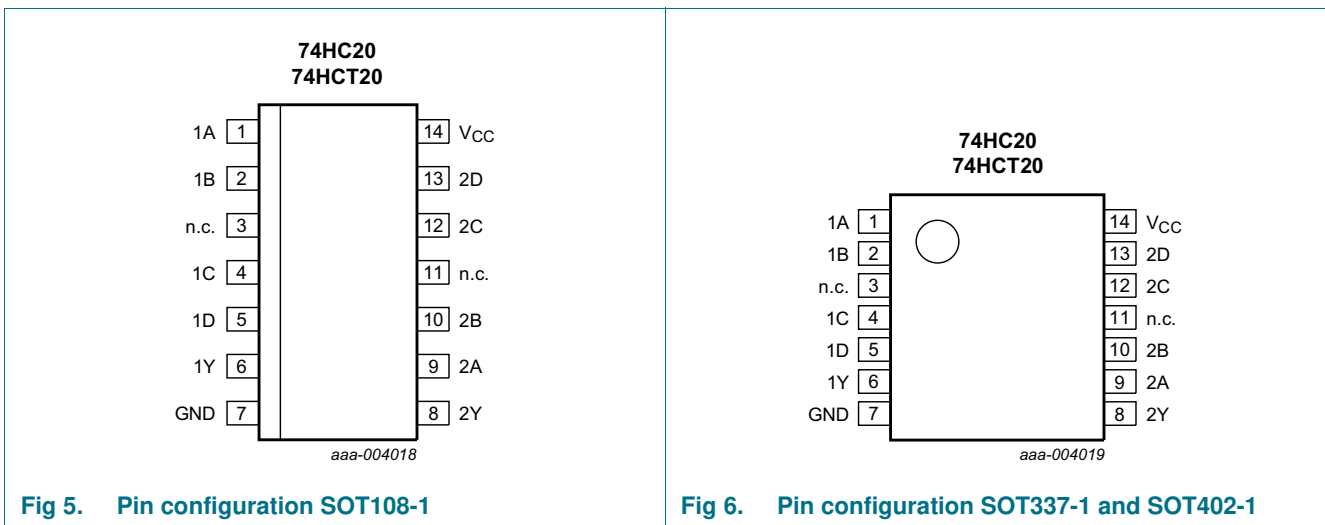 74HC20
74HCT20
1A 1 14 VCC
1B 2 13 2D
n.c. 3 12 2C
1C 4 11 n.c.
1D 5 10 2B
1Y 6 9 2A
GND 7 8 2Y
aaa-004018
Fig 5. Pin configuration SOT108-1
74HC20
74HCT20
1A 1 14 VCC
1B 2 13 2D
n.c. 3 12 2C
1C 4 11 n.c.
1D 5 10 2B
1Y 6 9 2A
GND 7 8 2Y
aaa-004019
Fig 6. Pin configuration SOT337-1 and SOT402-1